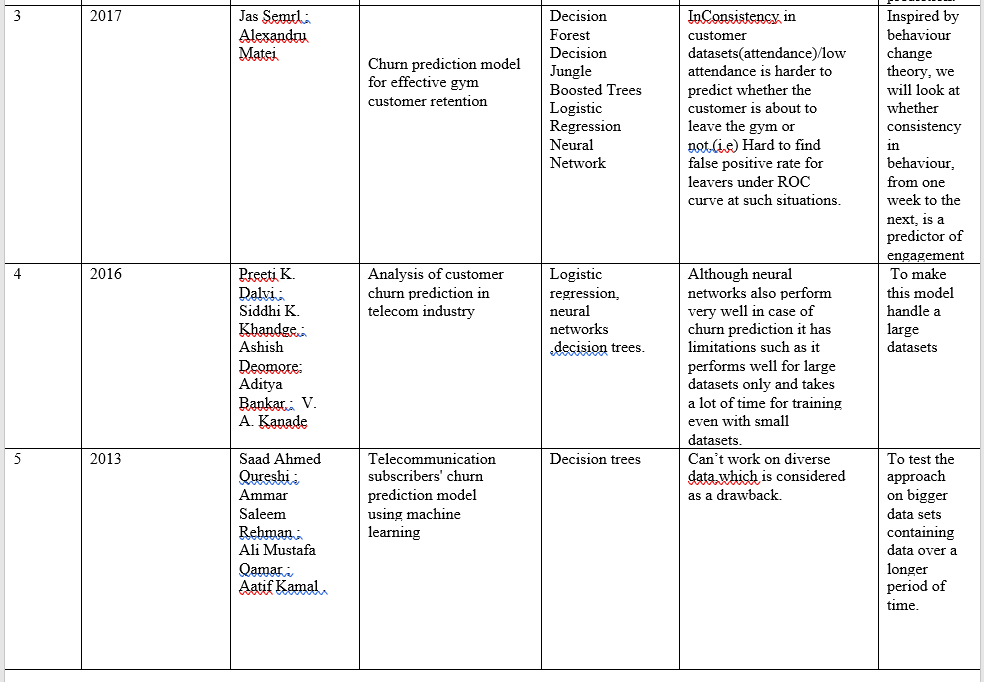 3
2017
Jas Semrl ;
Alexandru
Matei
Churn prediction model
for effective gym
customer retention
Decision
Forest
Decision
Jungle
Boosted Trees
Logistic
Regression
Neural
Network
InConsistency in
customer
datasets(attendance)/low
attendance is harder to
predict whether the
customer is about to
leave the gym or
not.(i.e) Hard to find
false positive rate for
leavers under ROC
curve at such situations.
Inspired by
behaviour
change
theory, we
will look at
whether
consistency
in
behaviour,
from one
week to the
next, is a
predictor of
engagement
4
2016
Preeti K.
Dalvi ;
Siddhi K.
Khandge ;
Ashish
Deomore;
Aditya
Bankar ; V.
A. Kanade
Analysis of customer
churn prediction in
telecom industry
Logistic
regression,
neural
networks
,decision trees.
Although neural
networks also perform
very well in case of
churn prediction it has
limitations such as it
performs well for large
datasets only and takes
a lot of time for training
even with small
datasets.
To make
this model
handle a
large
datasets
5
2013
Saad Ahmed
Qureshi ;
Ammar
Saleem
Rehman ;
Ali Mustafa
Qamar ;
Aatif Kamal
Telecommunication
subscribers' churn
prediction model
using machine
learning
Decision trees
Can’t work on diverse
data,which is considered
as a drawback.
To test the
approach
on bigger
data sets
containing
data over a
longer
period of
time.